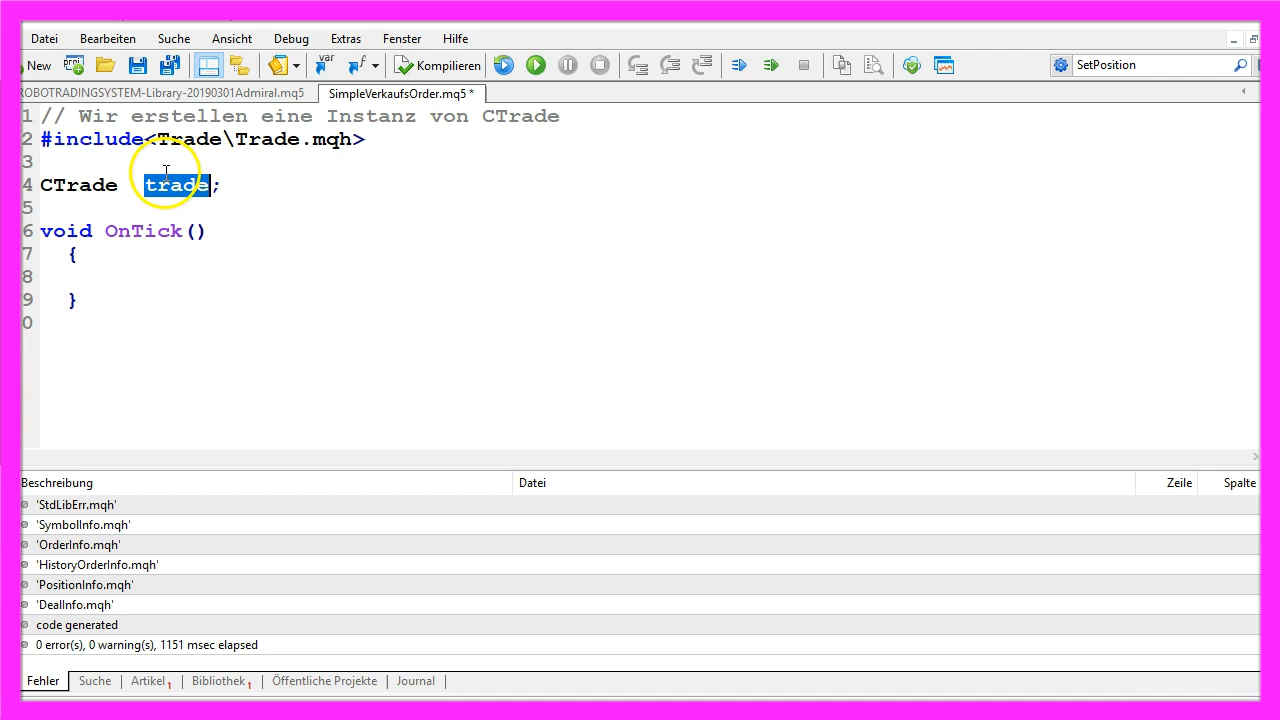 Datei Bearbeiten Suche Ansicht Debug Extras Fenster Hilfe
New Kompilieren SetPosition
ROBOTRADINGSYSTEM-Library-20190301Admiral.mq5 SimpleVerkaufsOrder.mq5 *
1 // Wir erstellen eine Instanz von CTrade
2 #include<Trade\Trade.mqh>
3
4 CTrade trade;
5
6 void OnTick()
7 {
8
9 }
0
Beschreibung Datei Zeile Spalte
'StdLibErr.mqh'
'SymbolInfo.mqh'
'OrderInfo.mqh'
'HistoryOrderInfo.mqh'
'PositionInfo.mqh'
'DealInfo.mqh'
code generated
0 error(s), 0 warning(s), 1151 msec elapsed
Fehler Suche Artikel 1 Bibliothek 1 Öffentliche Projekte Journal